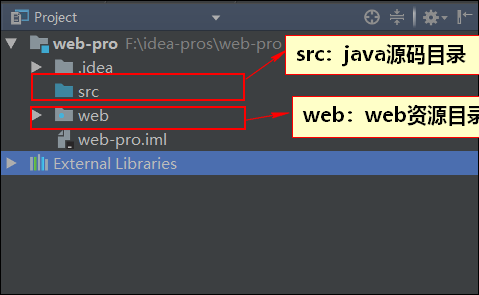 Project
web-pro F:\idea-pros\web-pro
src：java源码目录
.idea
src
web
web：web资源目录
web-pro.iml
External Libraries